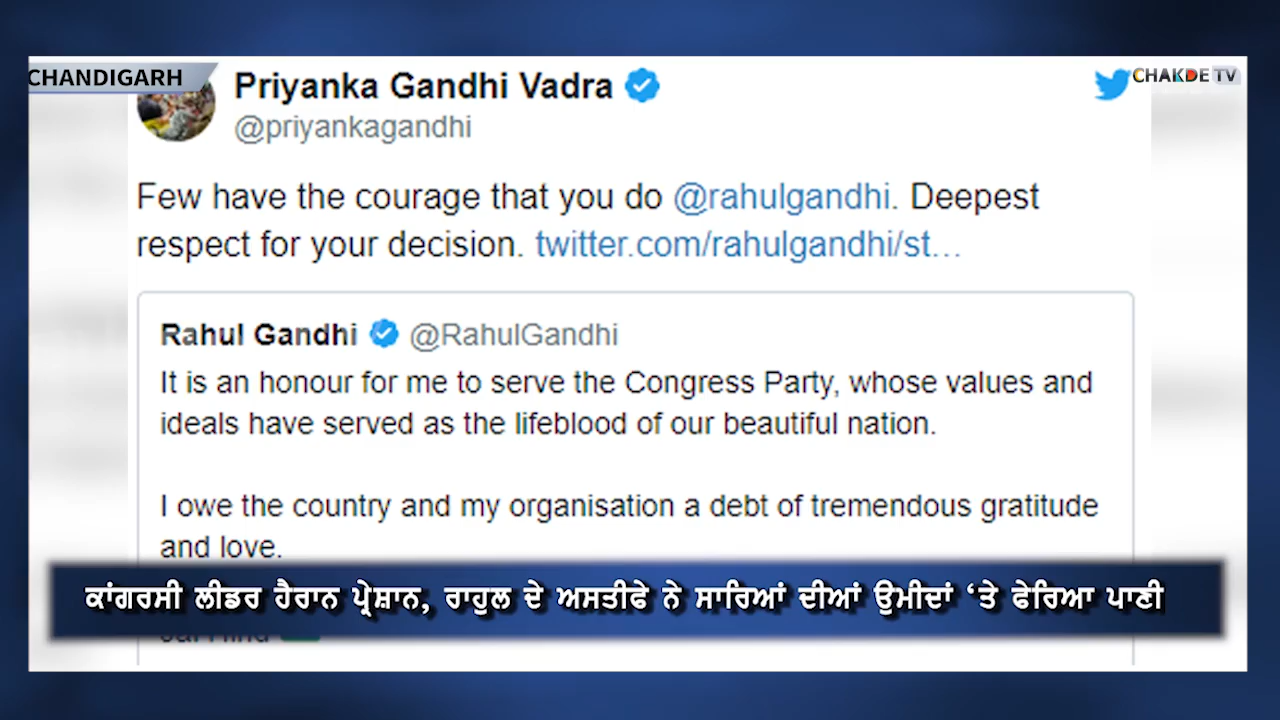 CHANDIGARH
CHAKDE TV
Priyanka Gandhi Vadra
@priyankagandhi
Few have the courage that you do @rahulgandhi. Deepest
respect for your decision. twitter.com/rahulgandhi/st…
Rahul Gandhi @RahulGandhi
It is an honour for me to serve the Congress Party, whose values and
ideals have served as the lifeblood of our beautiful nation.
I owe the country and my organisation a debt of tremendous gratitude
and love.
ਕਾਂਗਰਸੀ ਲੀਡਰ ਹੈਰਾਨ ਪ੍ਰੇਸ਼ਾਨ, ਰਾਹੁਲ ਦੇ ਅਸਤੀਫੇ ਨੇ ਸਾਰਿਆਂ ਦੀਆਂ ਉਮੀਦਾਂ ‘ਤੇ ਫੇਰਿਆ ਪਾਣੀ